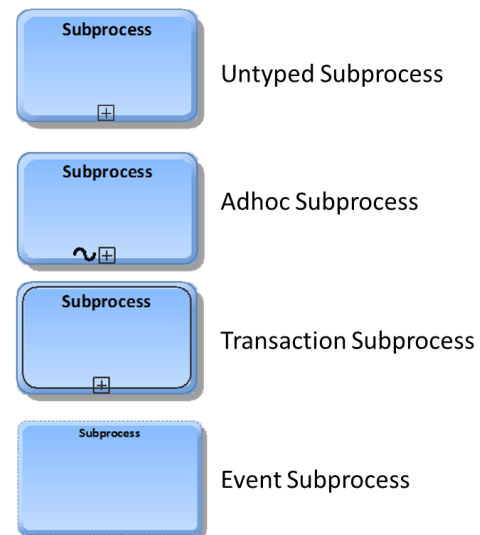 Subprocess
Untyped Subprocess
Subprocess
Adhoc Subprocess
Subprocess
Transaction Subprocess
Subprocess
Event Subprocess